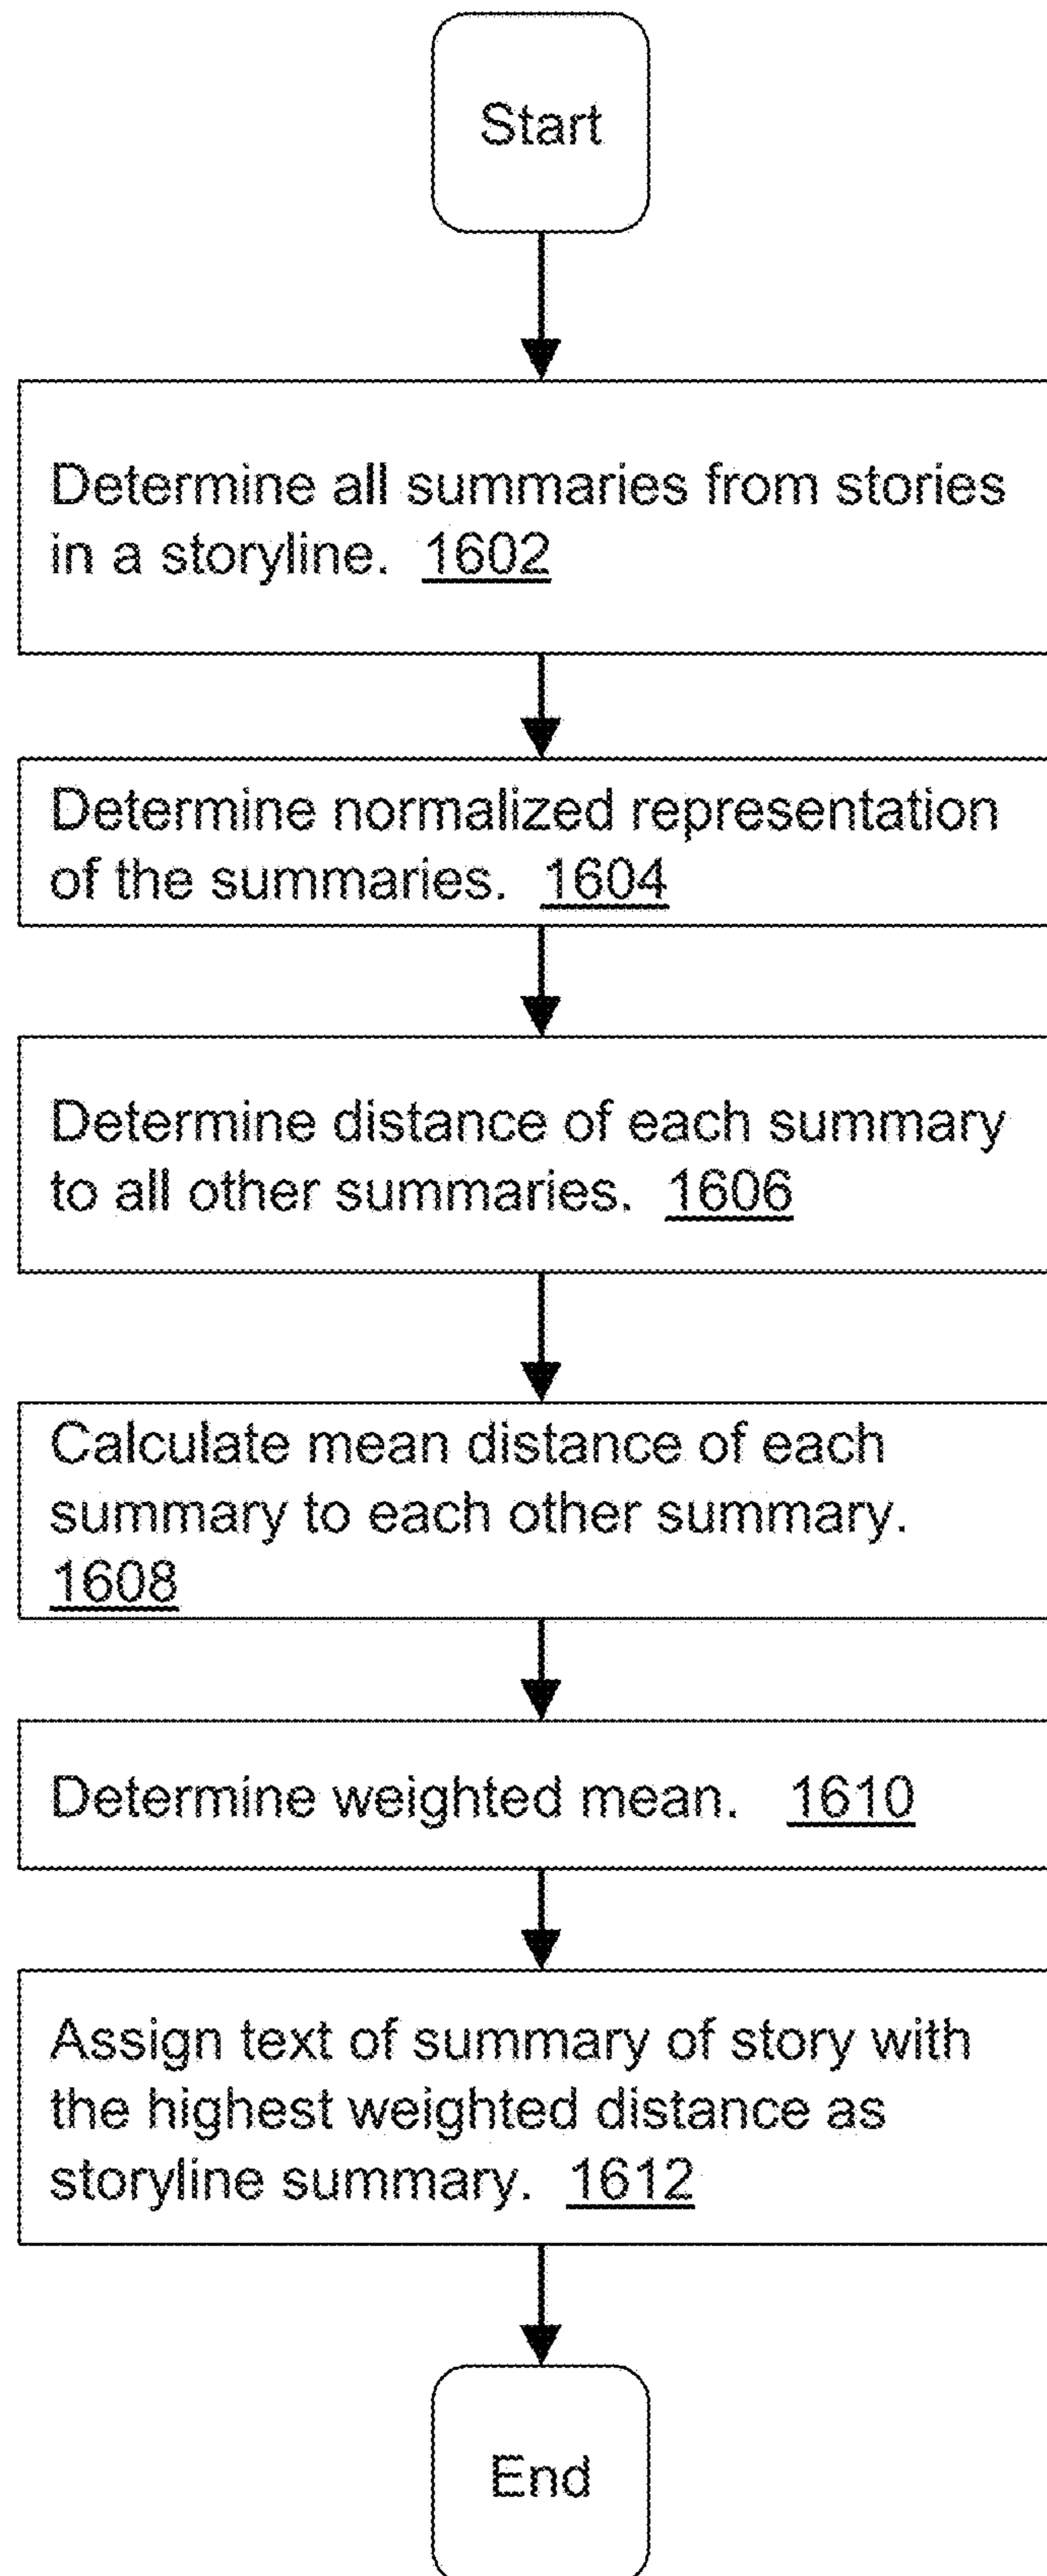 Start
Determine all summaries from stories
in a storyline. 1602
Determine normalized representation
of the summaries. 1604
Determine distance of each summary
to all other summaries. 1606
Calculate mean distance of each
summary to each other summary.
1608
Determine weighted mean. 1610
Assign text of summary of story with
the highest weighted distance as
storyline summary. 1612
End